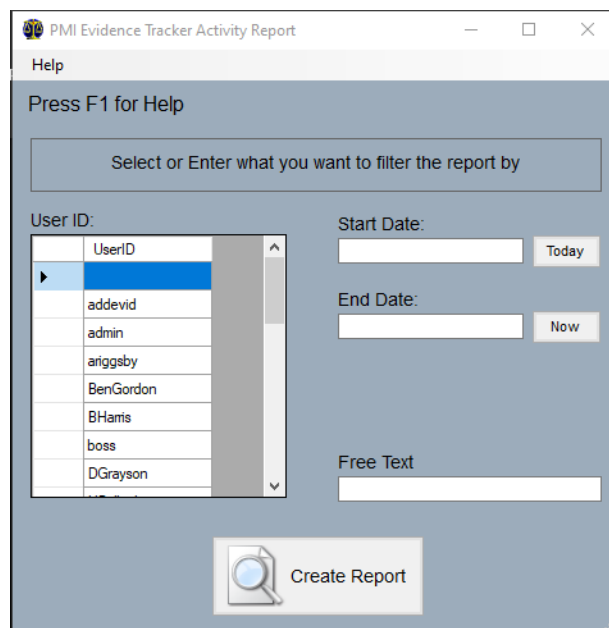 PMI Evidence Tracker Activity Report
Help
Press F1 for Help
Select or Enter what you want to filter the report by
User ID:
UserID
addevid
admin
ariggsby
BenGordon
BHarris
boss
DGrayson
Start Date:
Today
End Date:
Now
Free Text
Create Report